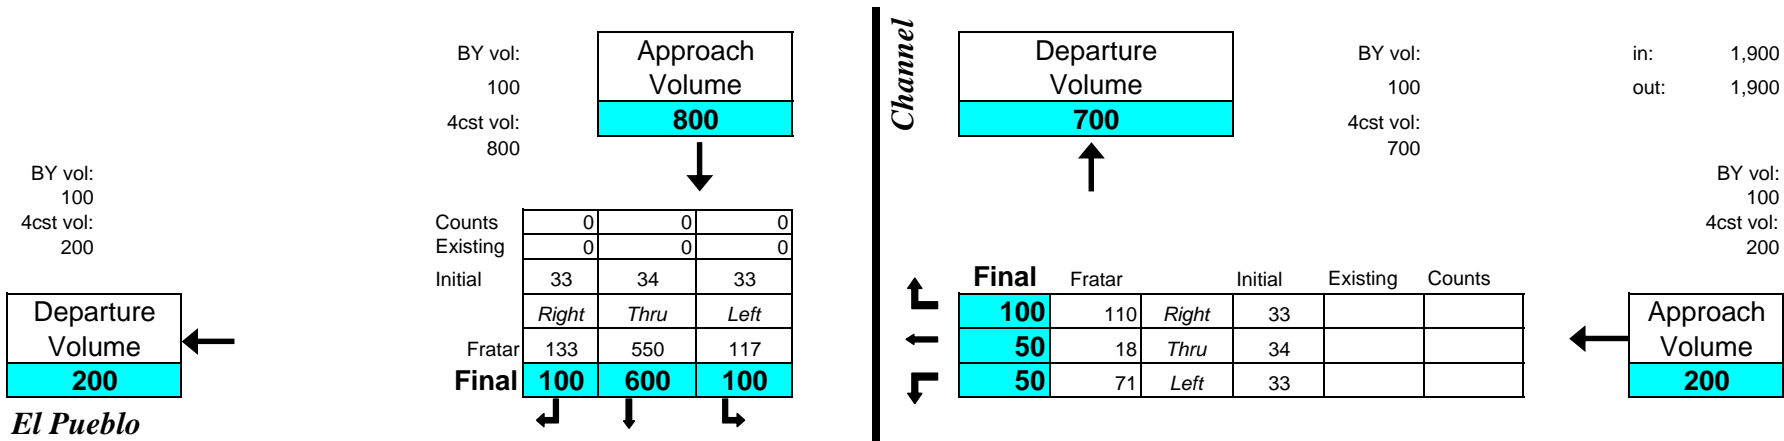 BY vol:
100
4cst vol:
800
Approach
Volume
800
Channel
Departure
Volume
700
BY vol:
100
4cst vol:
700
in: 1,900
out: 1,900
BY vol:
100
4cst vol:
200
BY vol:
100
4cst vol:
200
Counts 0 0 0
Existing 0 0 0
Initial 33 34 33
Right Thru Left
Fratar 133 550 117
Final 100 600 100
Departure
Volume
200
El Pueblo
Final Fratar Initial Existing Counts
100 110 Right 33
50 18 Thru 34
50 71 Left 33
Approach
Volume
200